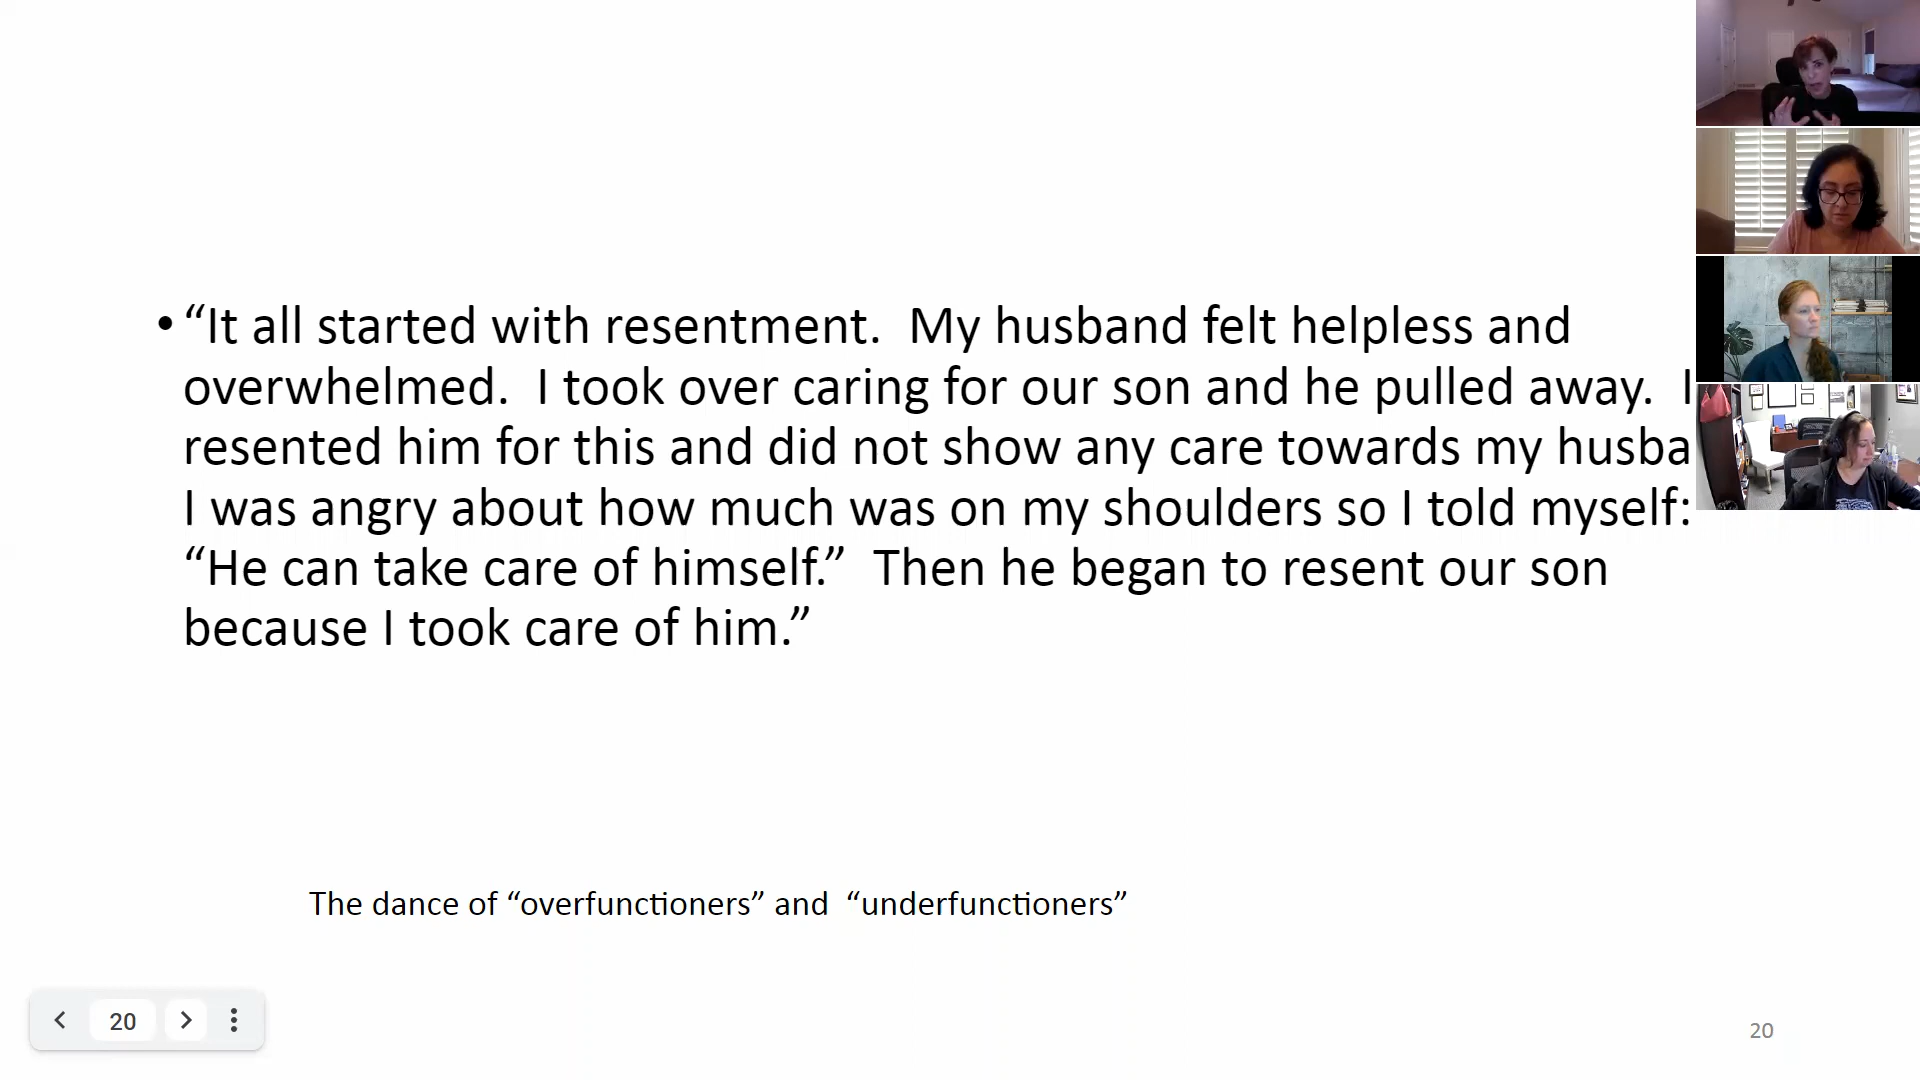 • “It all started with resentment.  My husband felt helpless and
overwhelmed.  I took over caring for our son and he pulled away.  I
resented him for this and did not show any care towards my husba
I was angry about how much was on my shoulders so I told myself:
“He can take care of himself.”  Then he began to resent our son
because I took care of him.”
The dance of “overfunctioners” and  “underfunctioners”
20
20